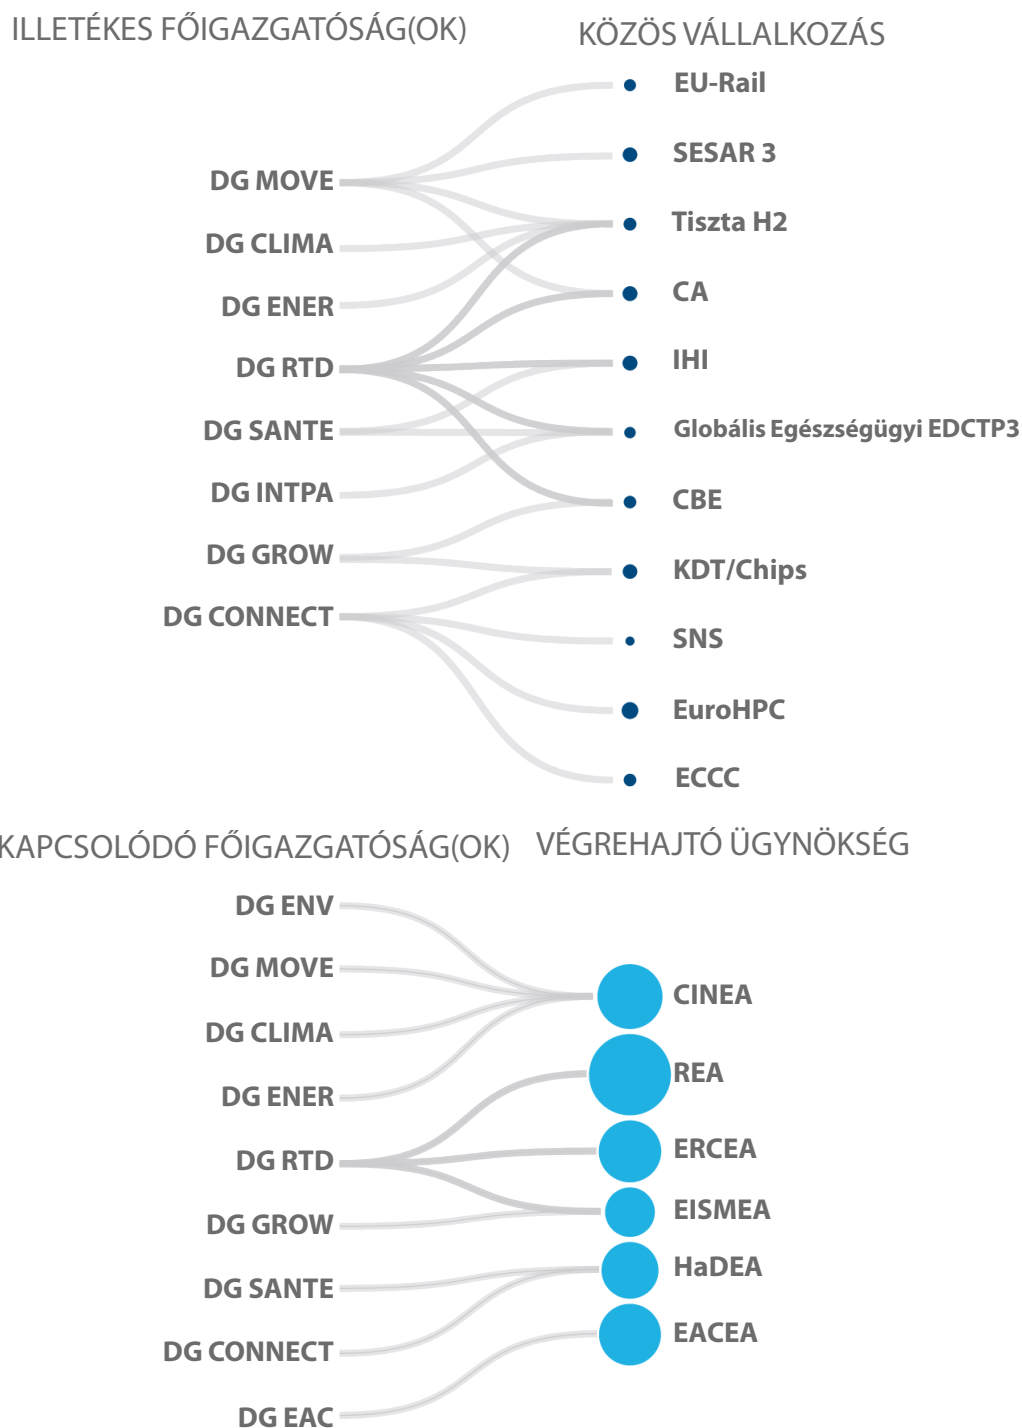 ILLETÉKES FŐIGAZGATÓSÁG(OK)
KÖZÖS VÁLLALKOZÁS
DG MOVE
DG CLIMA
DG ENER
DG RTD
DG SANTE
DG INTPA
DG GROW
DG CONNECT
EU-Rail
SESAR 3
Tiszta H2
CA
IHI
Globális Egészségügyi EDCTP3
CBE
KDT/Chips
SNS
EuroHPC
ECCC
KAPCSOLÓDÓ FŐIGAZGATÓSÁG(OK)
VÉGREHAJTÓ ÜGYNÖKSÉG
DG ENV
DG MOVE
DG CLIMA
DG ENER
DG RTD
DG GROW
DG SANTE
DG CONNECT
DG EAC
CINEA
REA
ERCEA
EISMEA
HaDEA
EACEA